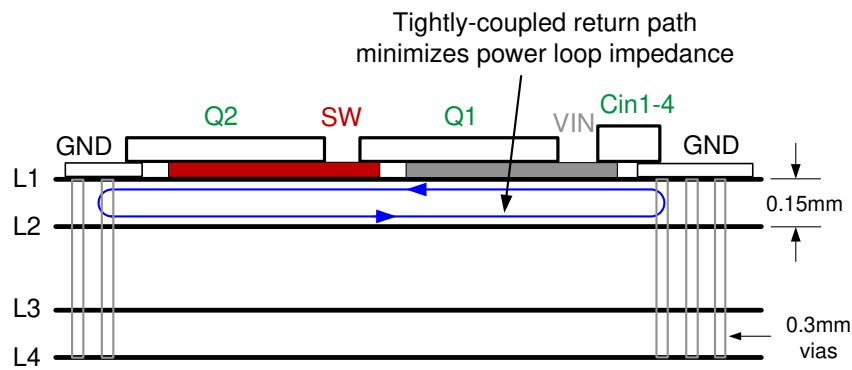 Tightly-coupled return path
minimizes power loop impedance
Q2
SW
Q1
VIN
Cin1-4
GND
GND
L1
0.15mm
L2
L3
0.3mm
vias
L4